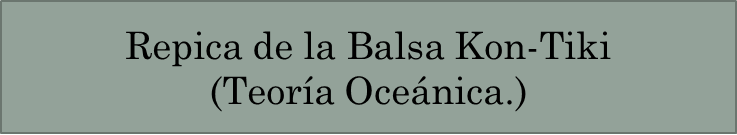 Repica de la Balsa Kon-Tiki
(Teoría Oceánica.)